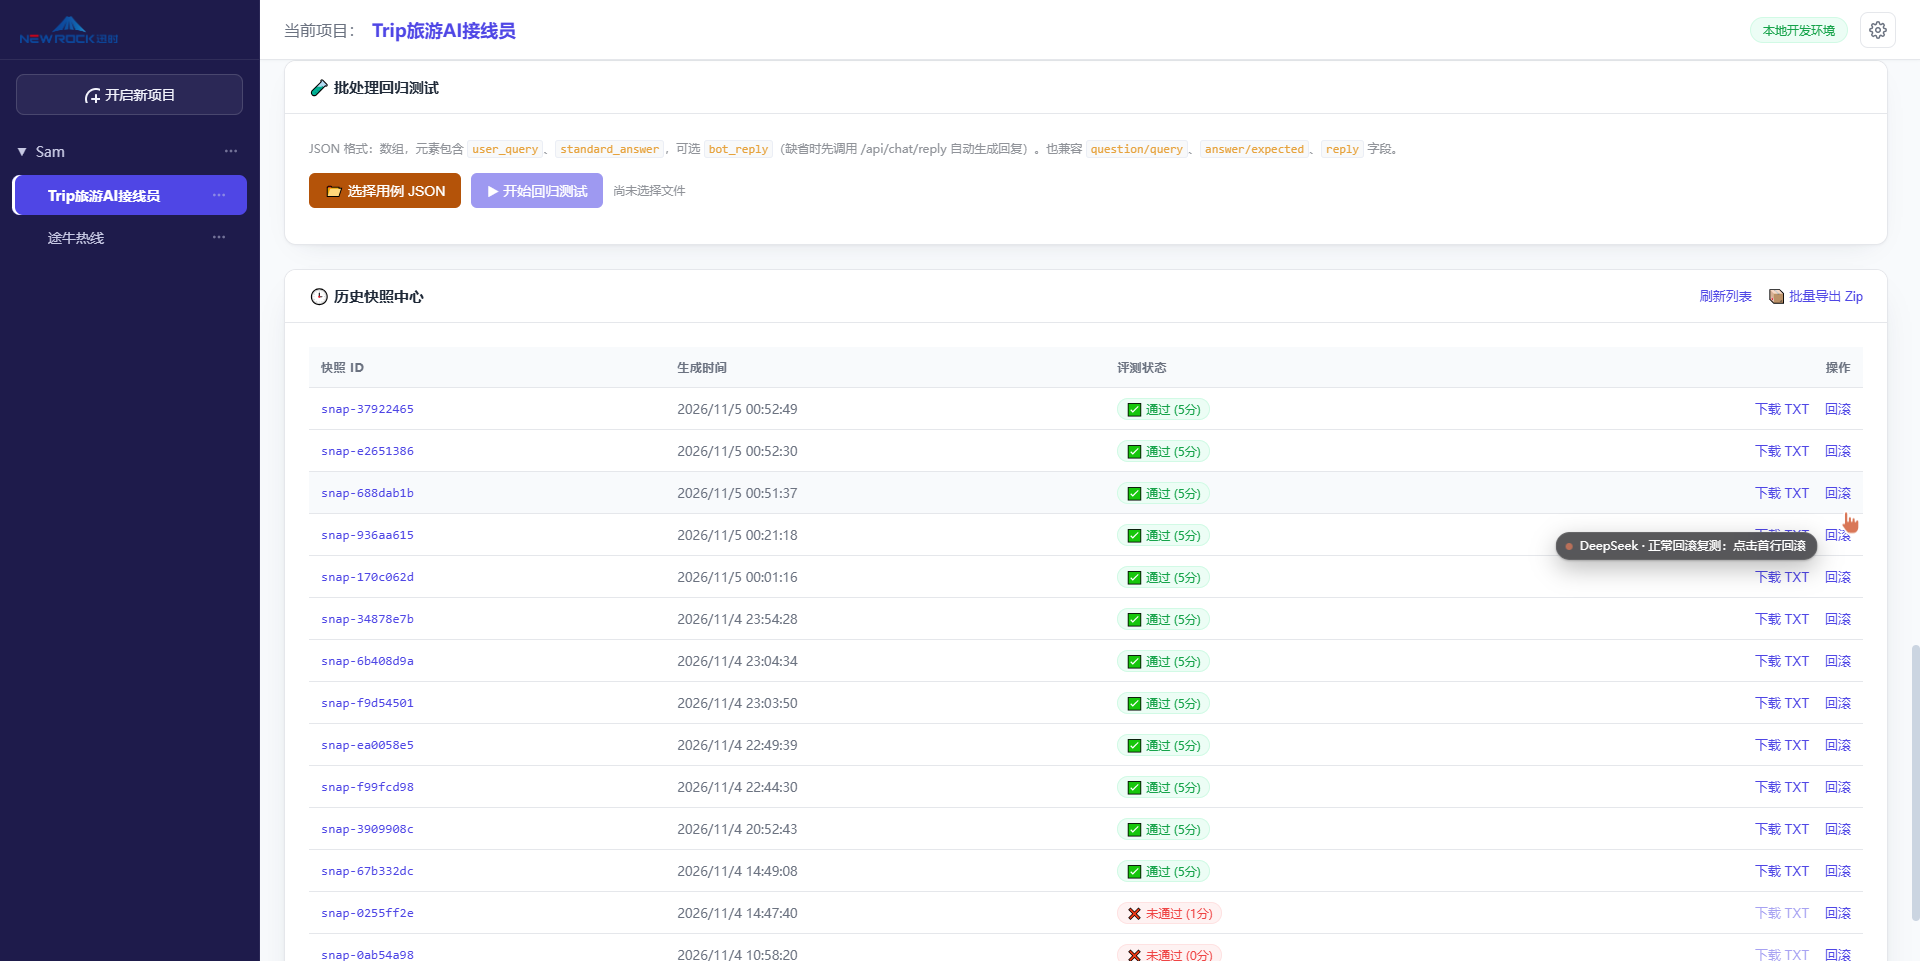 NEWROCK迅时
当前项目： Trip旅游AI接线员
本地开发环境
开启新项目
▼ Sam ···
Trip旅游AI接线员 ···
途牛热线 ···
批处理回归测试
JSON 格式：数组，元素包含 user_query、standard_answer，可选 bot_reply（缺省时先调用 /api/chat/reply 自动生成回复）。也兼容 question/query、answer/expected、reply 字段。
选择用例 JSON ▶ 开始回归测试 尚未选择文件
历史快照中心 刷新列表 批量导出 Zip
快照 ID 生成时间 评测状态 操作
snap-37922465 2026/11/5 00:52:49 通过 (5分) 下载 TXT 回滚
snap-e2651386 2026/11/5 00:52:30 通过 (5分) 下载 TXT 回滚
snap-688dab1b 2026/11/5 00:51:37 通过 (5分) 下载 TXT 回滚
snap-936aa615 2026/11/5 00:21:18 通过 (5分) 下载 TXT 回滚
DeepSeek · 正常回滚复测：点击首行回滚
snap-170c062d 2026/11/5 00:01:16 通过 (5分) 下载 TXT 回滚
snap-34878e7b 2026/11/4 23:54:28 通过 (5分) 下载 TXT 回滚
snap-6b408d9a 2026/11/4 23:04:34 通过 (5分) 下载 TXT 回滚
snap-f9d54501 2026/11/4 23:03:50 通过 (5分) 下载 TXT 回滚
snap-ea0058e5 2026/11/4 22:49:39 通过 (5分) 下载 TXT 回滚
snap-f99fcd98 2026/11/4 22:44:30 通过 (5分) 下载 TXT 回滚
snap-3909908c 2026/11/4 20:52:43 通过 (5分) 下载 TXT 回滚
snap-67b332dc 2026/11/4 14:49:08 通过 (5分) 下载 TXT 回滚
snap-0255ff2e 2026/11/4 14:47:40 未通过 (1分) 下载 TXT 回滚
snap-0ab54a98 2026/11/4 10:58:20 未通过 (0分) 下载 TXT 回滚